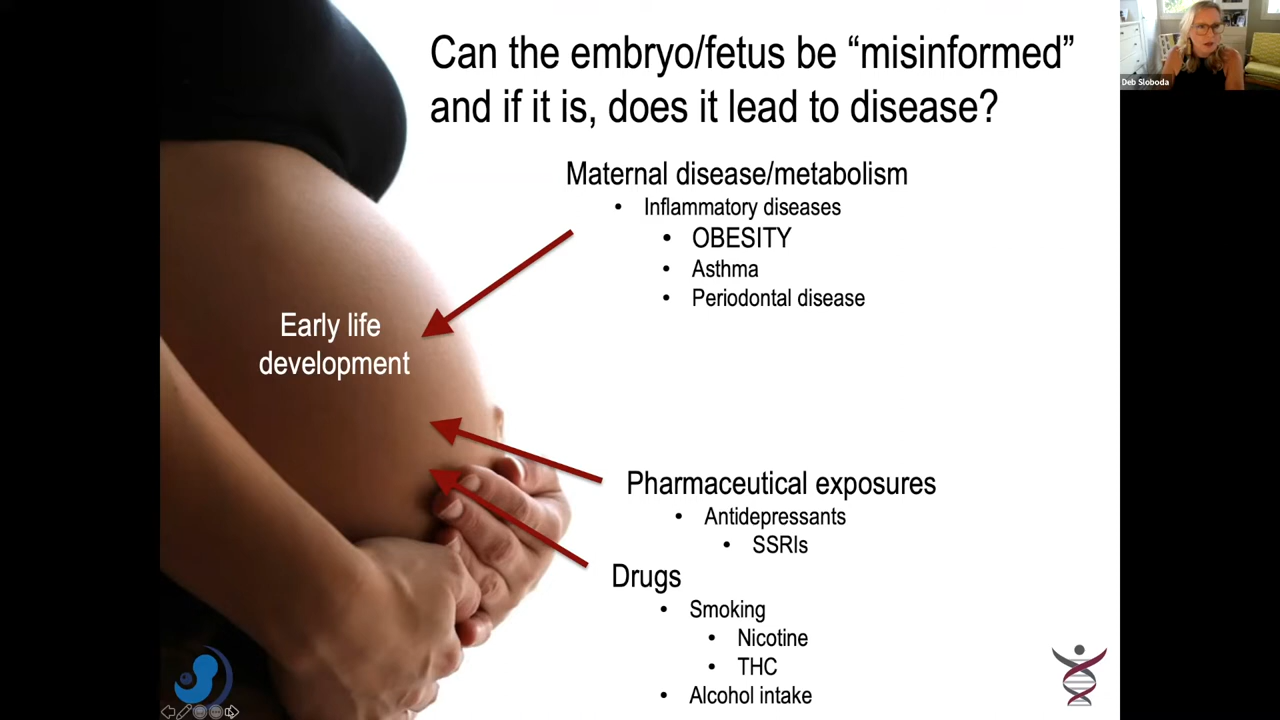 Can the embryo/fetus be “misinformed”
and if it is, does it lead to disease?
Maternal disease/metabolism
• Inflammatory diseases
• OBESITY
• Asthma
• Periodontal disease
Early life
development
Pharmaceutical exposures
• Antidepressants
• SSRIs
Drugs
• Smoking
• Nicotine
• THC
• Alcohol intake
Deb Sloboda